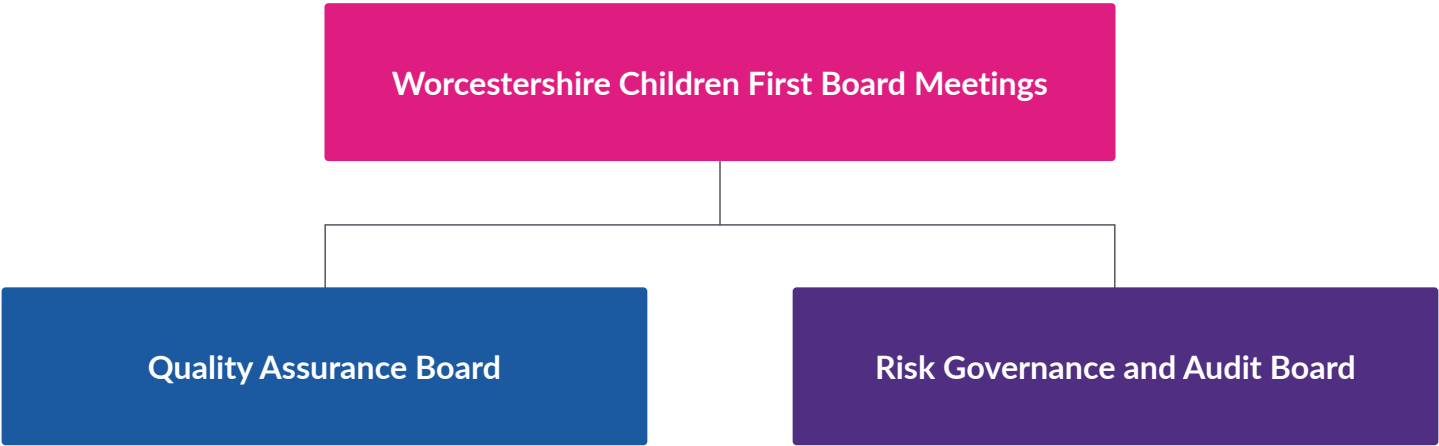 Worcestershire Children First Board Meetings
Quality Assurance Board
Risk Governance and Audit Board